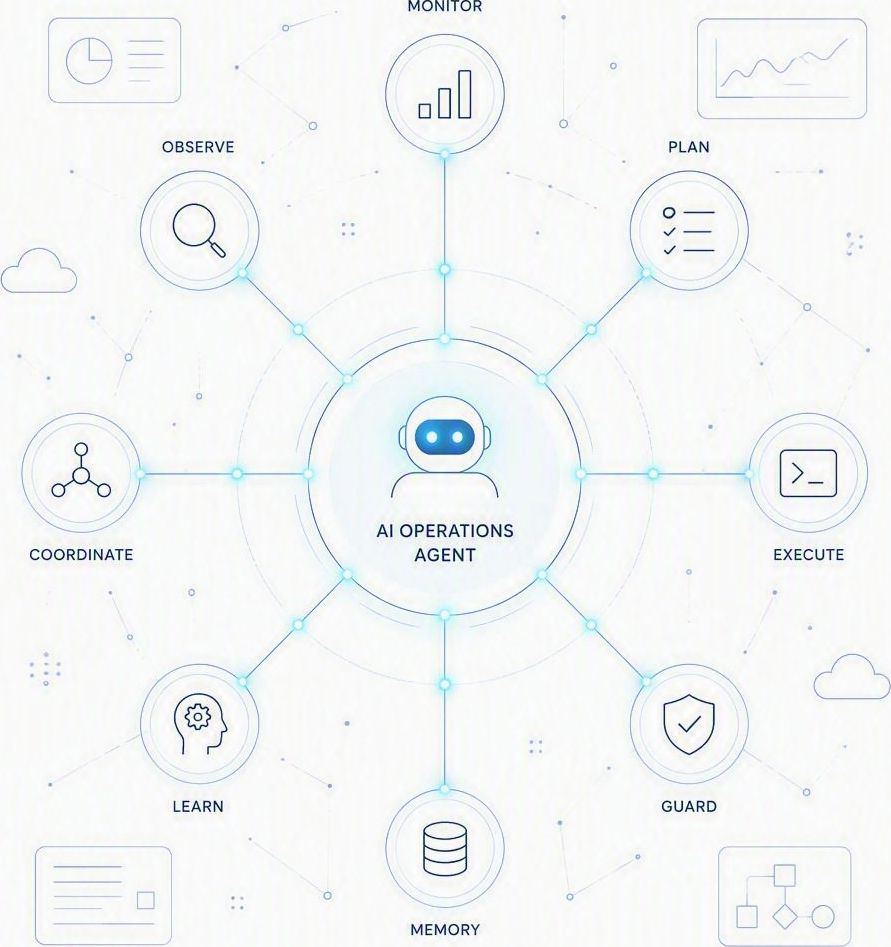 MONITOR
OBSERVE
PLAN
AI OPERATIONS
AGENT
COORDINATE
EXECUTE
LEARN
GUARD
MEMORY